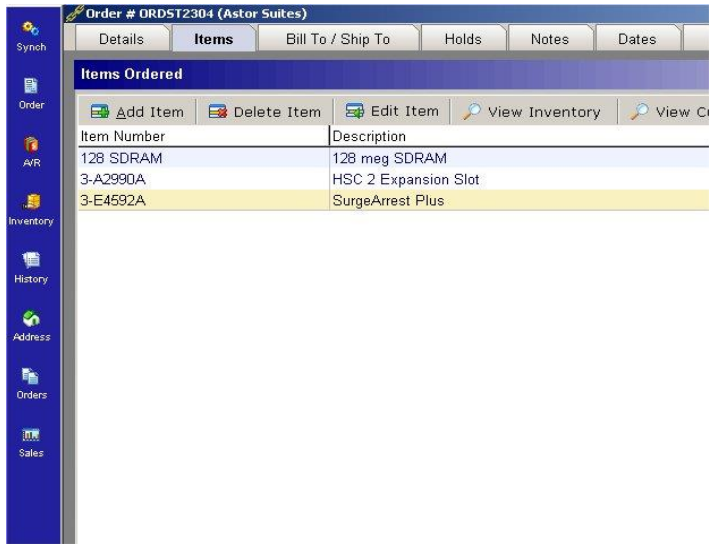 Order # ORDST2304 (Astor Suites)
Details Items Bill To / Ship To Holds Notes Dates
Items Ordered
Add Item Delete Item Edit Item View Inventory View Cu
Item Number Description
128 SDRAM 128 meg SDRAM
3-A2990A HSC 2 Expansion Slot
3-E4592A SurgeArrest Plus
Synch
Order
A/R
Inventory
History
Address
Orders
Sales